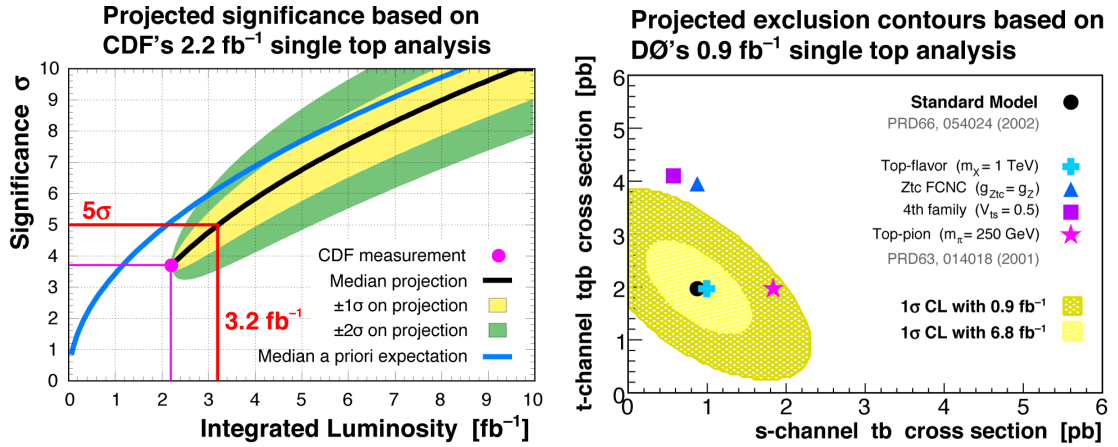 Projected significance based on
CDF's 2.2 fb⁻¹ single top analysis
Significance σ
10
9
8
7
6
5
4
3
2
1
0
5σ
3.2 fb⁻¹
CDF measurement
Median projection
±1σ on projection
±2σ on projection
Median a priori expectation
0 1 2 3 4 5 6 7 8 9 10
Integrated Luminosity [fb⁻¹]
Projected exclusion contours based on
DØ's 0.9 fb⁻¹ single top analysis
t-channel tqb cross section [pb]
6
5
4
3
2
1
0
Standard Model
PRD66, 054024 (2002)
Top-flavor (mₓ = 1 TeV)
Ztc FCNC (g_Ztc = g_Z)
4th family (V_ts = 0.5)
Top-pion (m_π = 250 GeV)
PRD63, 014018 (2001)
1σ CL with 0.9 fb⁻¹
1σ CL with 6.8 fb⁻¹
0 1 2 3 4 5 6
s-channel tb cross section [pb]